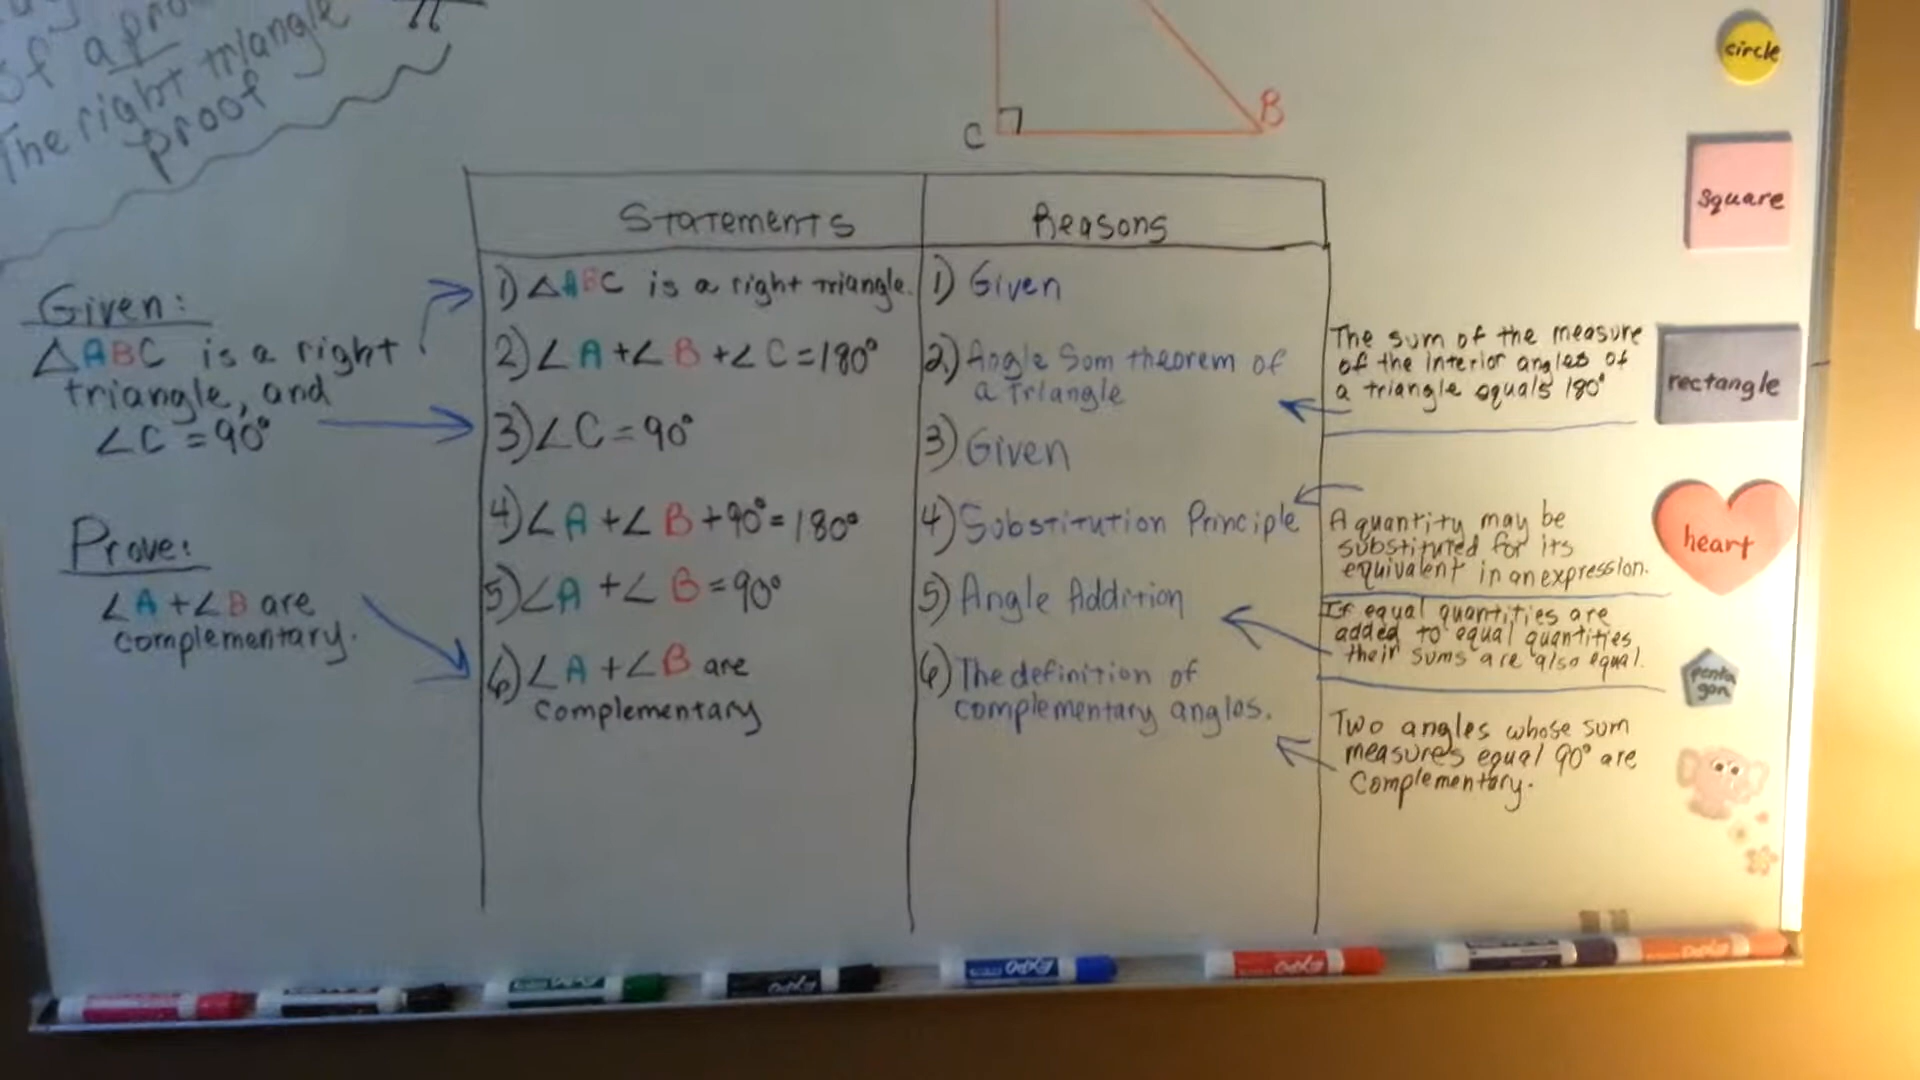 of a
The right triangle
proof
C
B
Statements
Reasons
Given:
△ABC is a right
triangle, and
∠C = 90°
Prove:
∠A + ∠B are
complementary.
1) △ABC is a right triangle.
2) ∠A + ∠B + ∠C = 180°
3) ∠C = 90°
4) ∠A + ∠B + 90° = 180°
5) ∠A + ∠B = 90°
6) ∠A + ∠B are
complementary
1) Given
2) Angle Sum theorem of
a Triangle
3) Given
4) Substitution Principle
5) Angle Addition
6) The definition of
complementary angles.
The sum of the measure
of the interior angles of
a triangle equals 180°
A quantity may be
substituted for its
equivalent in an expression.
If equal quantities are
added to equal quantities
their sums are also equal.
Two angles whose sum
measures equal 90° are
Complementary.
circle
square
rectangle
heart
penta
gon
EXPO
EXPO
EXPO
EXPO